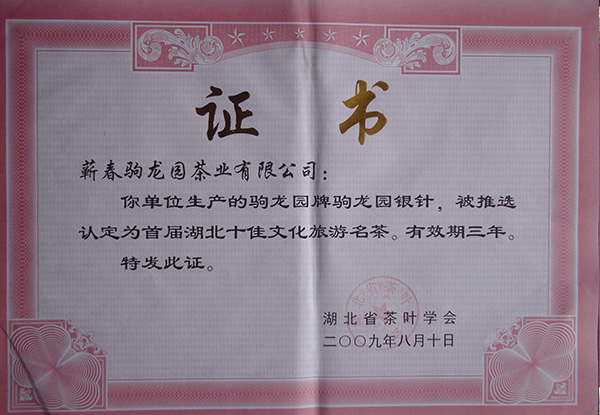 证书
蕲春驹龙园茶业有限公司：
你单位生产的驹龙园牌驹龙园银针，被推选
认定为首届湖北十佳文化旅游名茶。有效期三年。
特发此证。
湖北省茶叶学会
二〇〇九年八月十日